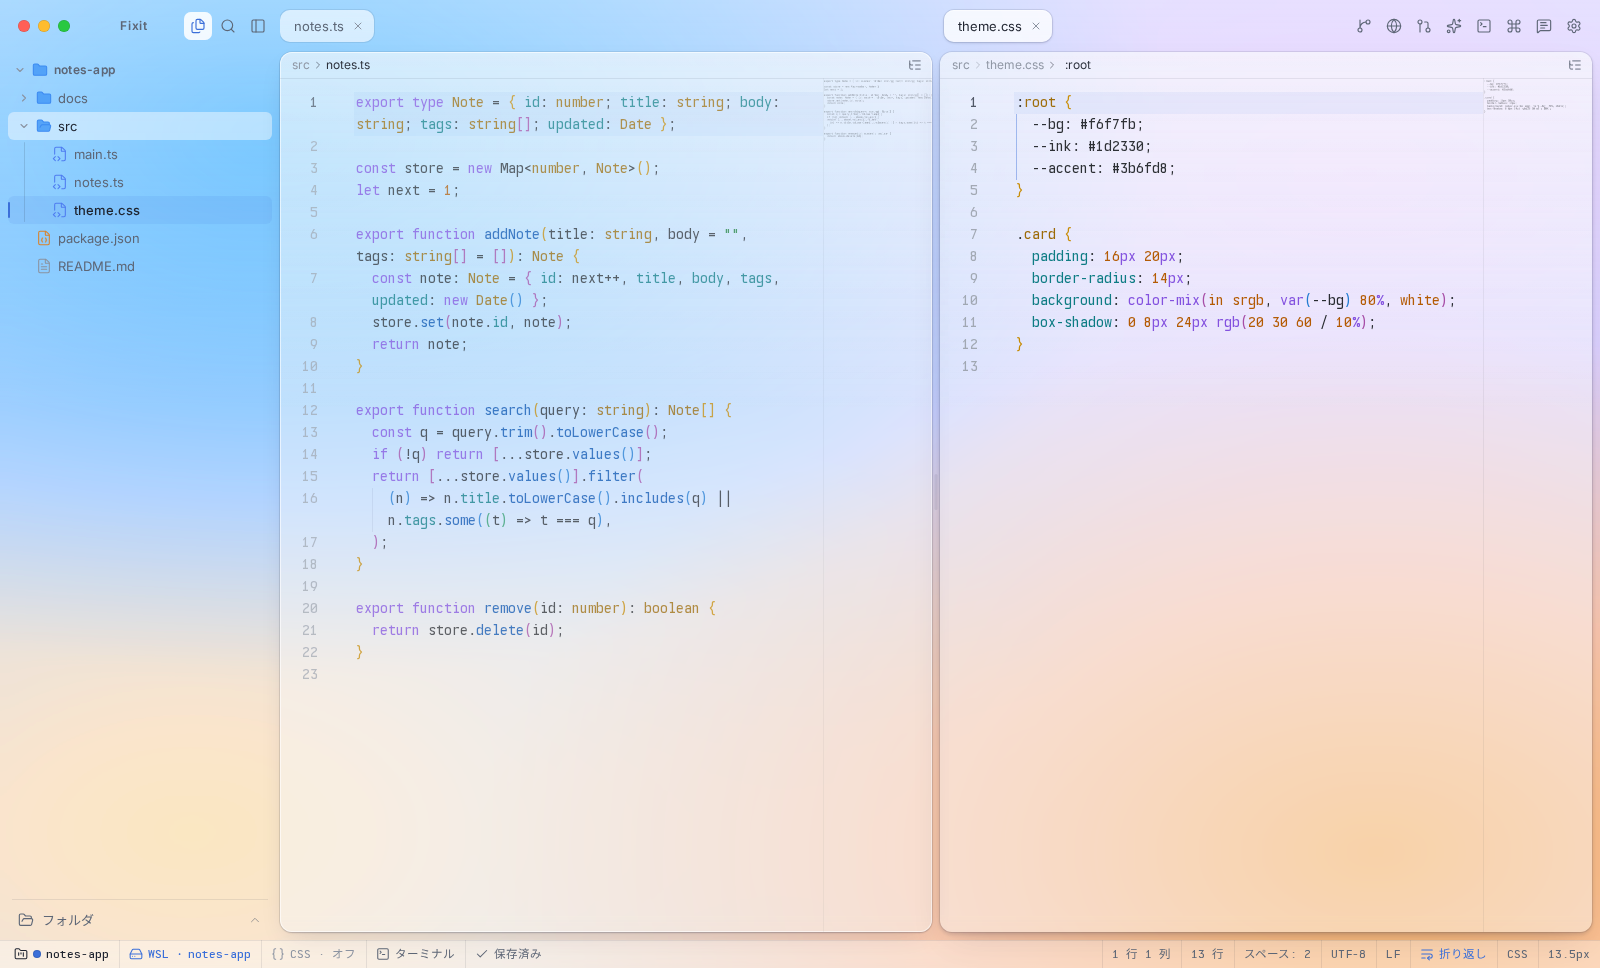 Fixit
notes.ts
theme.css
notes-app
docs
src
main.ts
notes.ts
theme.css
package.json
README.md
フォルダ
src > notes.ts
1 export type Note = { id: number; title: string; body:
string; tags: string[]; updated: Date };
2
3 const store = new Map<number, Note>();
4 let next = 1;
5
6 export function addNote(title: string, body = "",
tags: string[] = []): Note {
7 const note: Note = { id: next++, title, body, tags,
updated: new Date() };
8 store.set(note.id, note);
9 return note;
10 }
11
12 export function search(query: string): Note[] {
13 const q = query.trim().toLowerCase();
14 if (!q) return [...store.values()];
15 return [...store.values()].filter(
16 (n) => n.title.toLowerCase().includes(q) ||
n.tags.some((t) => t === q),
17 );
18 }
19
20 export function remove(id: number): boolean {
21 return store.delete(id);
22 }
23
src > theme.css > :root
1 :root {
2 --bg: #f6f7fb;
3 --ink: #1d2330;
4 --accent: #3b6fd8;
5 }
6
7 .card {
8 padding: 16px 20px;
9 border-radius: 14px;
10 background: color-mix(in srgb, var(--bg) 80%, white);
11 box-shadow: 0 8px 24px rgb(20 30 60 / 10%);
12 }
13
notes-app
WSL · notes-app
{} CSS · オフ
ターミナル
保存済み
1 行 1 列
13 行
スペース: 2
UTF-8
LF
折り返し
CSS
13.5px